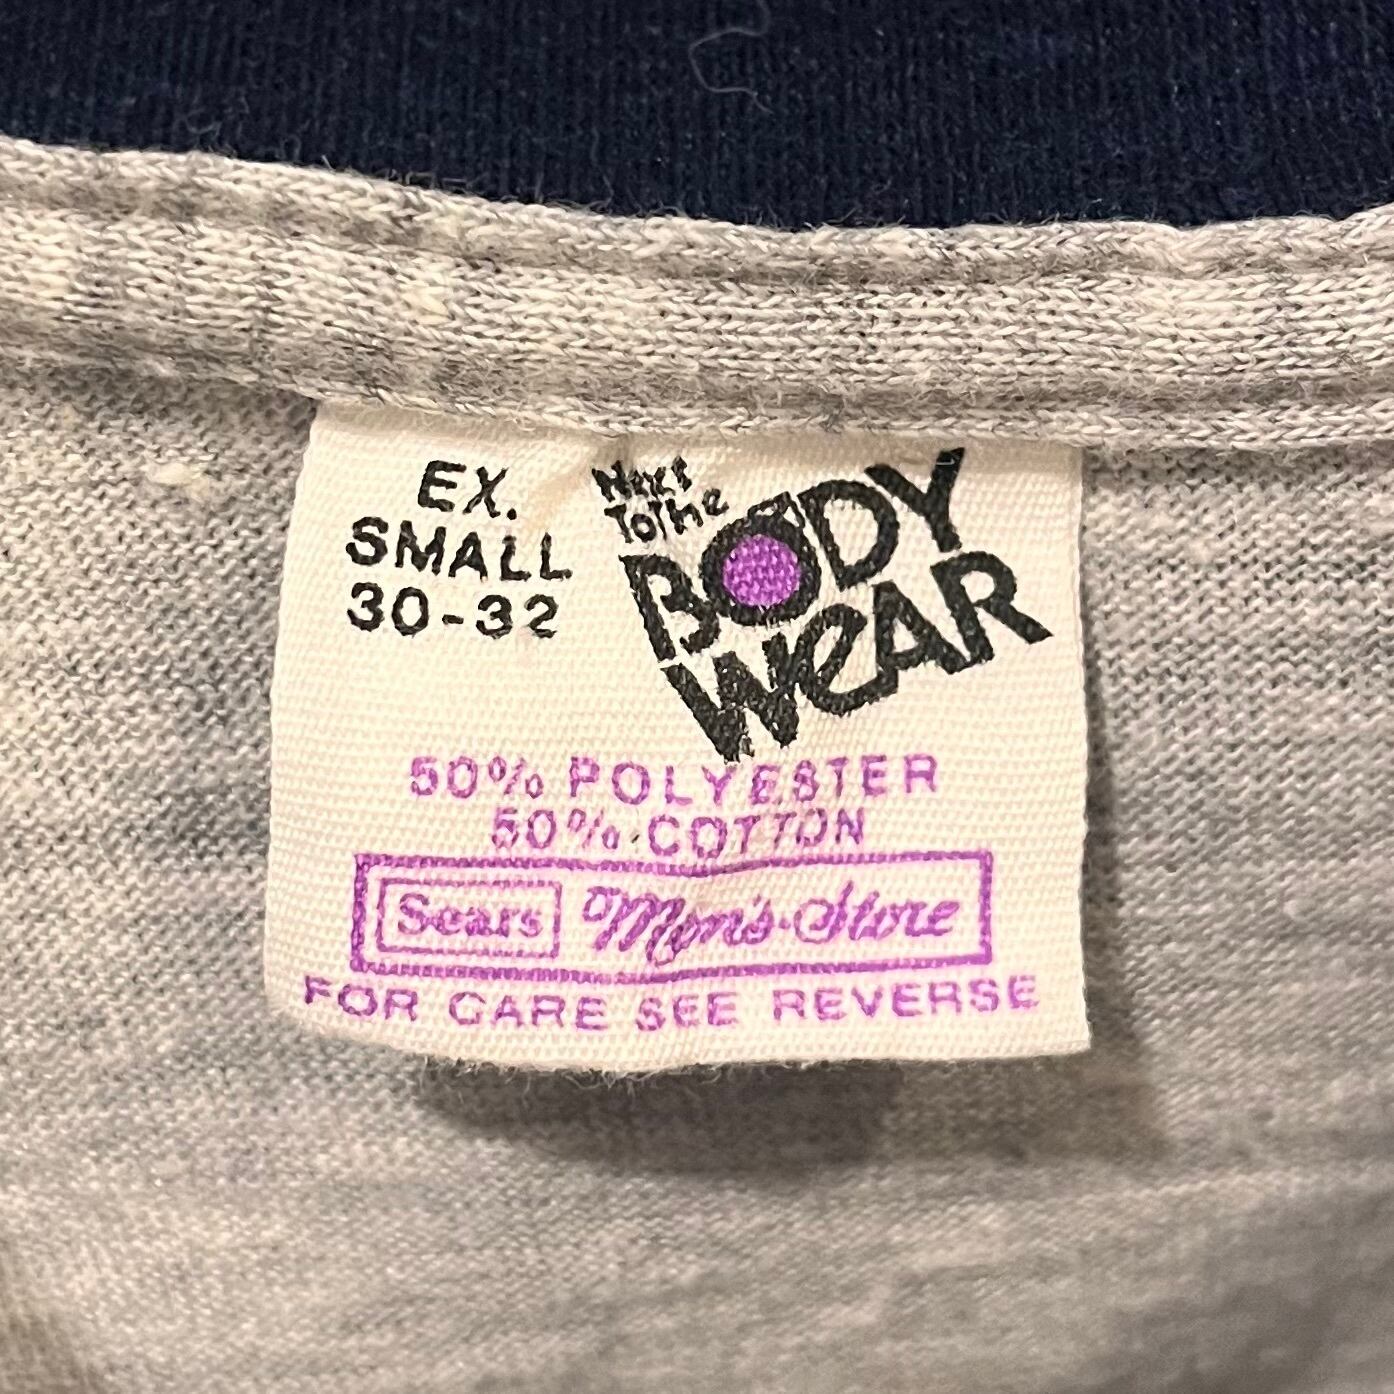 EX.
SMALL
30-32
Next
To The
BODY
WEAR
50% POLYESTER
50% COTTON
Sears Men's Store
FOR CARE SEE REVERSE